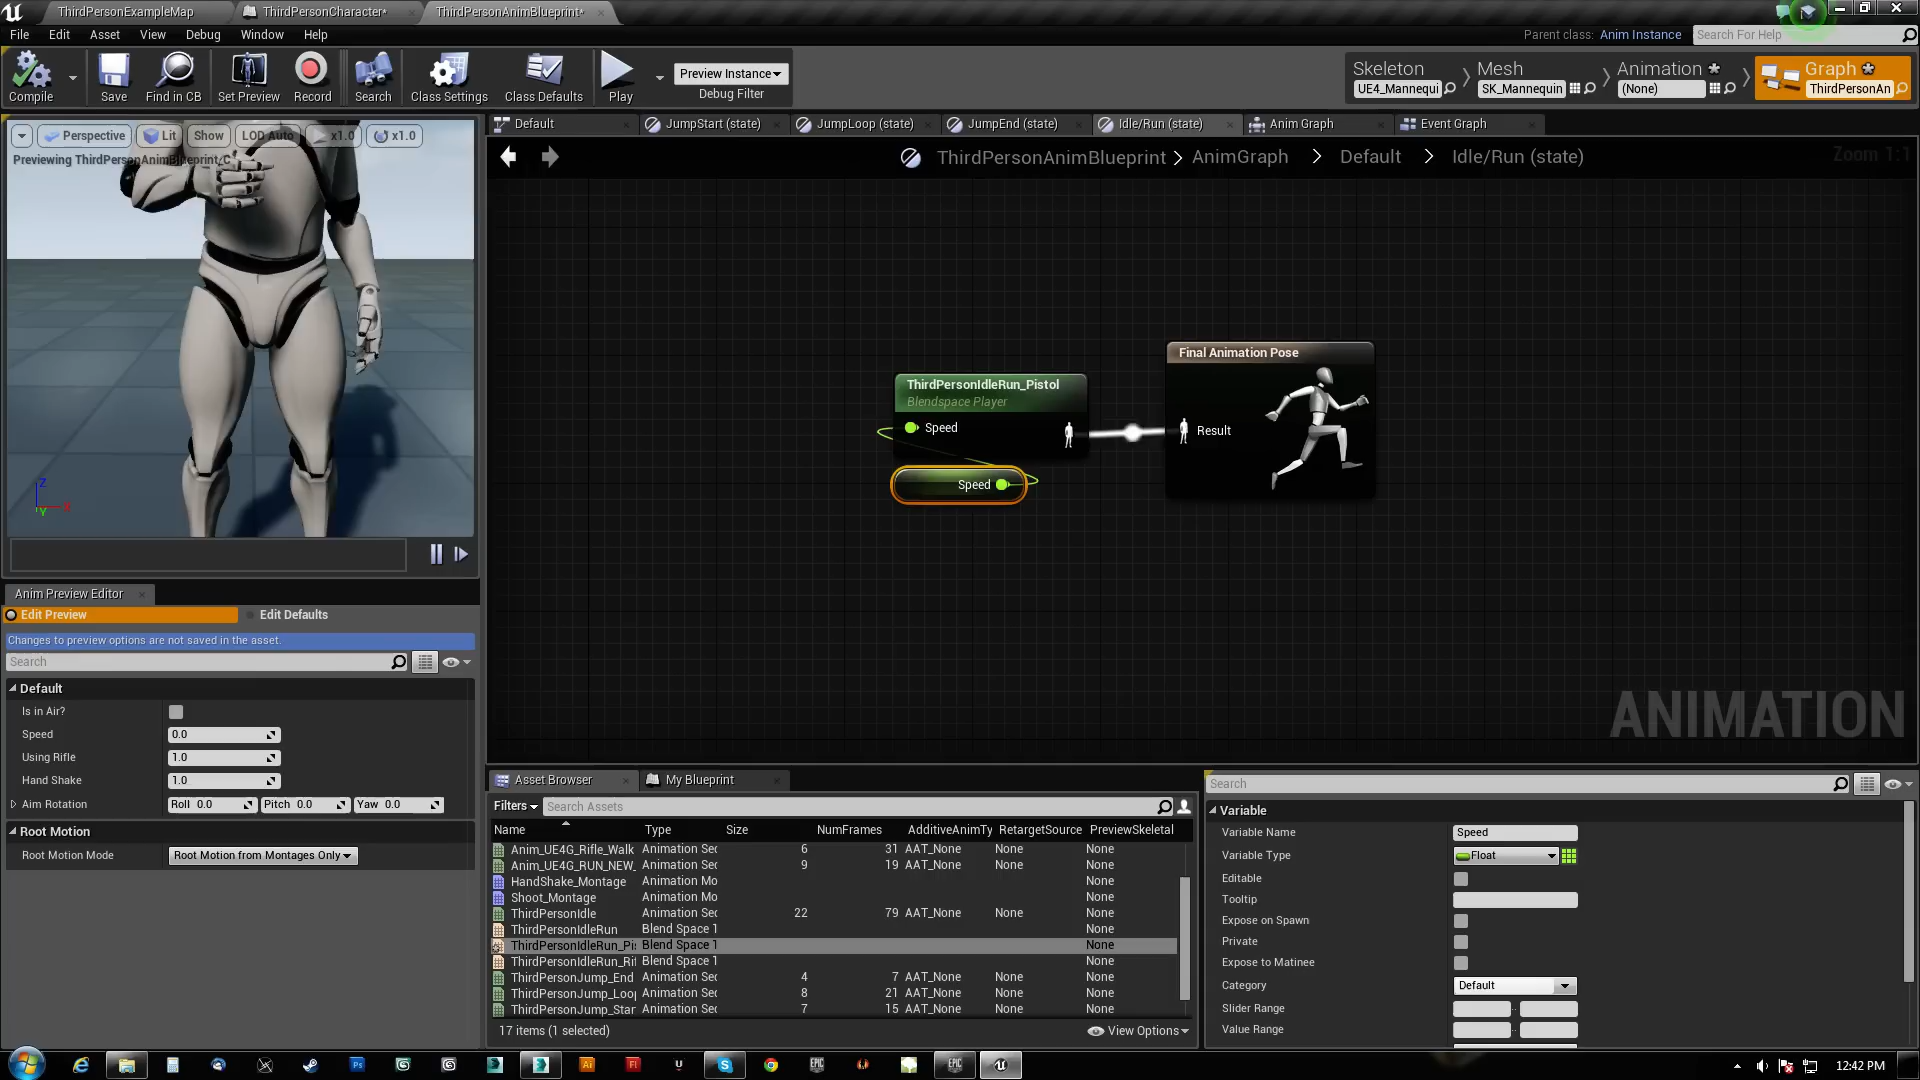 ThirdPersonExampleMap
ThirdPersonCharacter*
ThirdPersonAnimBlueprint*
File Edit Asset View Debug Window Help
Parent class: Anim Instance
Search For Help
Compile
Save
Find in CB
Set Preview
Record
Search
Class Settings
Class Defaults
Play
Preview Instance
Debug Filter
Skeleton
UE4_Mannequi
Mesh
SK_Mannequin
Animation
(None)
Graph
ThirdPersonAn
Perspective
Lit
Show
LOD Auto
x1.0
x1.0
Previewing ThirdPersonAnimBlueprint_C
Z
X
Y
Default
JumpStart (state)
JumpLoop (state)
JumpEnd (state)
Idle/Run (state)
Anim Graph
Event Graph
ThirdPersonAnimBlueprint > AnimGraph > Default > Idle/Run (state)
Zoom 1:1
ThirdPersonIdleRun_Pistol
Blendspace Player
Speed
Speed
Final Animation Pose
Result
ANIMATION
Anim Preview Editor
Edit Preview
Edit Defaults
Changes to preview options are not saved in the asset.
Search
Default
Is in Air?
Speed 0.0
Using Rifle 1.0
Hand Shake 1.0
Aim Rotation Roll 0.0 Pitch 0.0 Yaw 0.0
Root Motion
Root Motion Mode Root Motion from Montages Only
Asset Browser
My Blueprint
Filters
Search Assets
Name Type Size NumFrames AdditiveAnimTy RetargetSource PreviewSkeletal
Anim_UE4G_Rifle_Walk Animation Sec 6 31 AAT_None None None
Anim_UE4G_RUN_NEW_ Animation Sec 9 19 AAT_None None None
HandShake_Montage Animation Mo None
Shoot_Montage Animation Mo None
ThirdPersonIdle Animation Sec 22 79 AAT_None None None
ThirdPersonIdleRun Blend Space 1 None
ThirdPersonIdleRun_Pis Blend Space 1 None
ThirdPersonIdleRun_Rif Blend Space 1 None
ThirdPersonJump_End Animation Sec 4 7 AAT_None None None
ThirdPersonJump_Loop Animation Sec 8 21 AAT_None None None
ThirdPersonJump_Star Animation Sec 7 15 AAT_None None None
17 items (1 selected)
View Options
Search
Variable
Variable Name Speed
Variable Type Float
Editable
Tooltip
Expose on Spawn
Private
Expose to Matinee
Category Default
Slider Range
Value Range
12:42 PM